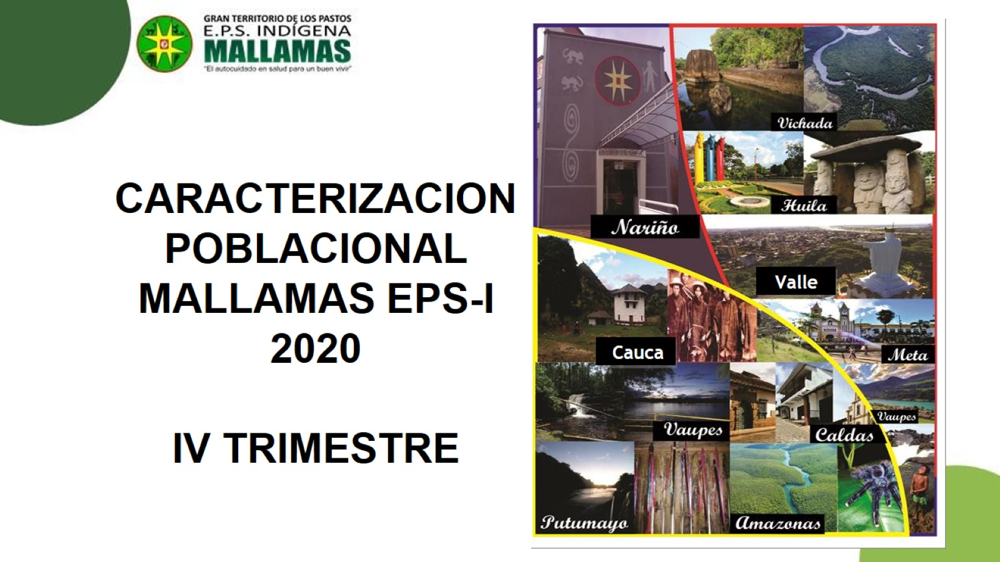 GRAN TERRITORIO DE LOS PASTOS
E.P.S. INDÍGENA
MALLAMAS
"El autocuidado en salud para un buen vivir"
CARACTERIZACION
POBLACIONAL
MALLAMAS EPS-I
2020
IV TRIMESTRE
Vichada
Huila
Nariño
Valle
Cauca
Meta
Vaupes
Vaupes
Caldas
Putumayo
Amazonas